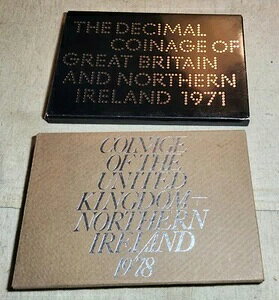 THE DECIMAL
COINAGE OF
GREAT BRITAIN
AND NORTHERN
IRELAND 1971
COINAGE
OF THE
UNITED
KINGDOM–
NORTHERN
IRELAND
1978